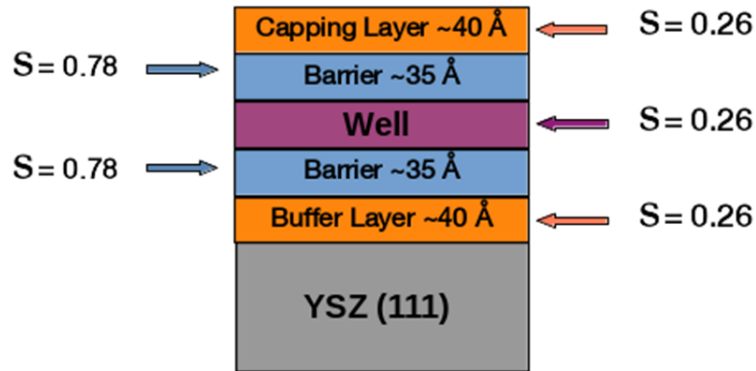 Capping Layer ~40 Å
S = 0.26
S = 0.78
Barrier ~35 Å
Well
S = 0.26
S = 0.78
Barrier ~35 Å
Buffer Layer ~40 Å
S = 0.26
YSZ (111)